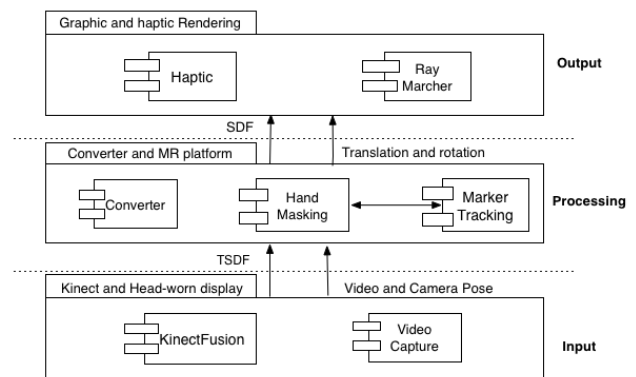 Graphic and haptic Rendering
Haptic
Ray
Marcher
Output
SDF
Converter and MR platform
Translation and rotation
Converter
Hand
Masking
Marker
Tracking
Processing
TSDF
Kinect and Head-worn display
Video and Camera Pose
KinectFusion
Video
Capture
Input